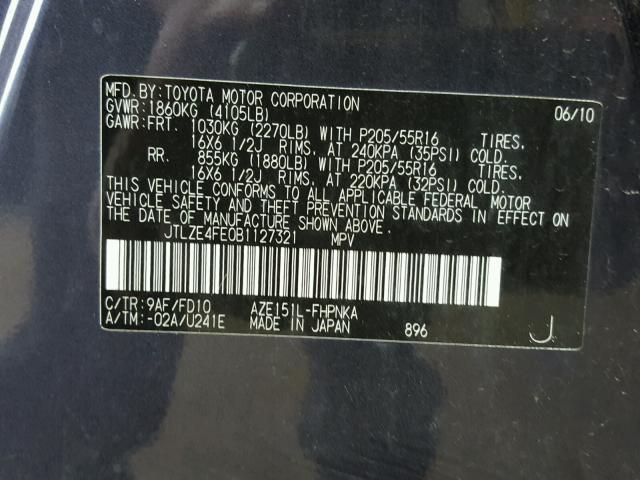 MFD.BY:TOYOTA MOTOR CORPORATION 06/10
GVWR:1860KG (4105LB)
GAWR:FRT. 1030KG (2270LB) WITH P205/55R16 TIRES,
16X6 1/2J RIMS, AT 240KPA (35PSI) COLD.
RR. 855KG (1880LB) WITH P205/55R16 TIRES,
16X6 1/2J RIMS, AT 220KPA (32PSI) COLD.
THIS VEHICLE CONFORMS TO ALL APPLICABLE FEDERAL MOTOR
VEHICLE SAFETY AND THEFT PREVENTION STANDARDS IN EFFECT ON
THE DATE OF MANUFACTURE SHOWN ABOVE.
JTLZE4FE0B1127321 MPV
C/TR:9AF/FD10 AZE151L-FHPNKA
A/TM:-02A/U241E MADE IN JAPAN 896 J